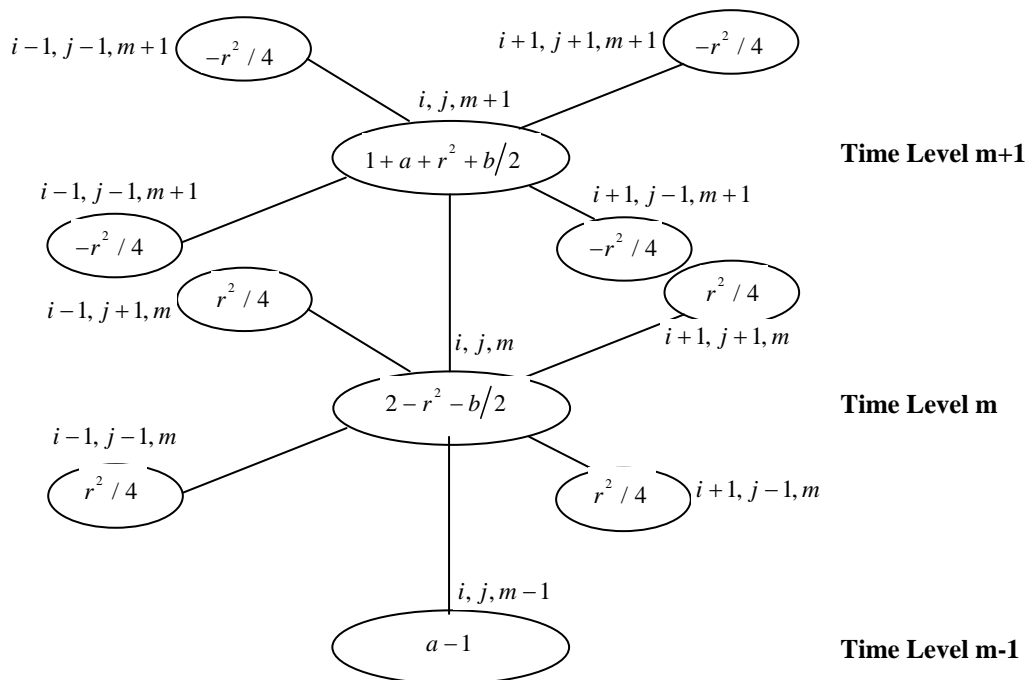 i−1, j−1, m+1
−r² / 4
i+1, j+1, m+1
−r² / 4
i, j, m+1
1 + a + r² + b/2
Time Level m+1
i−1, j−1, m+1
−r² / 4
i+1, j−1, m+1
−r² / 4
i−1, j+1, m
r² / 4
r² / 4
i+1, j+1, m
i, j, m
2 − r² − b/2
Time Level m
i−1, j−1, m
r² / 4
r² / 4
i+1, j−1, m
i, j, m−1
a −1
Time Level m-1